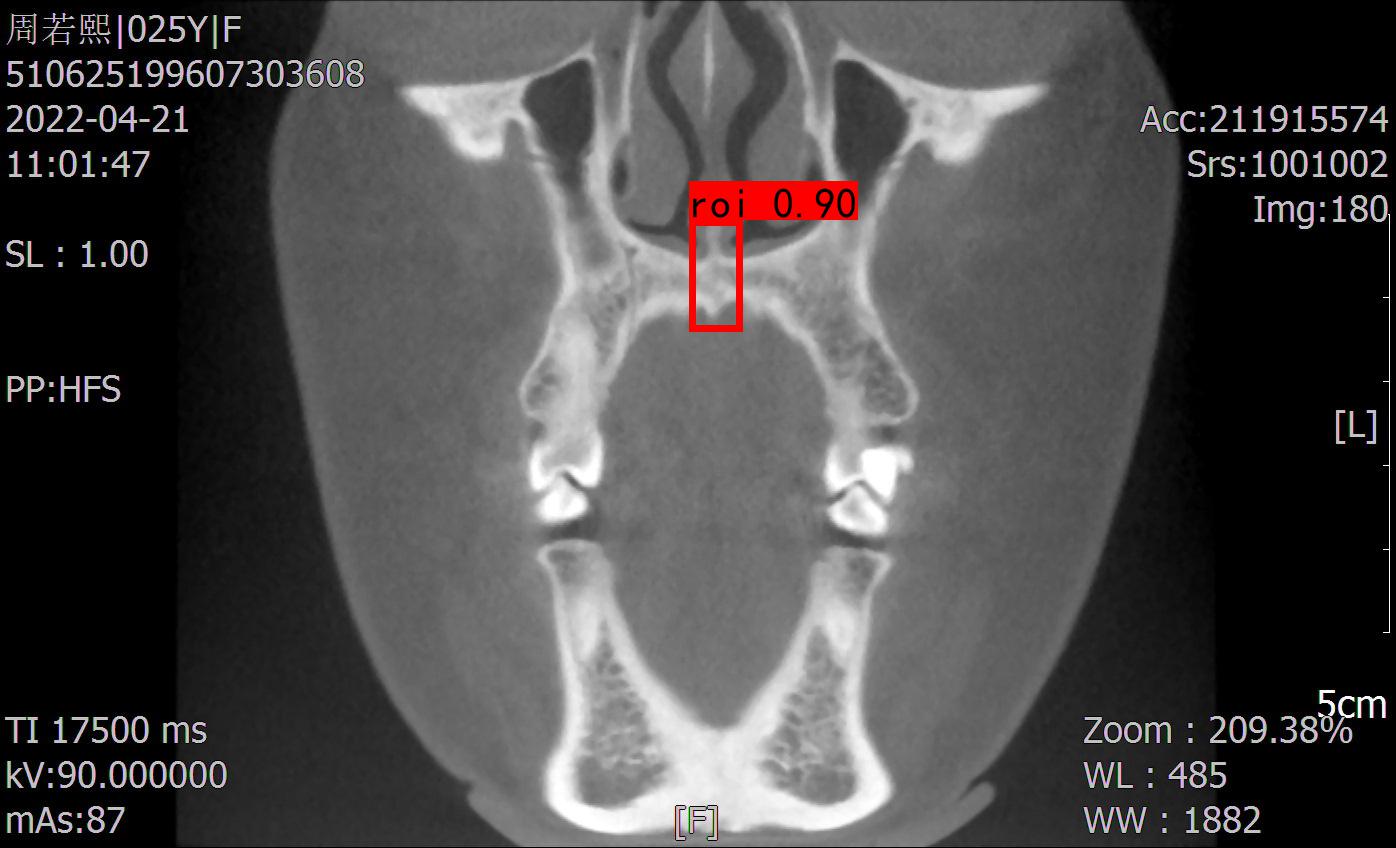 周若熙|025Y|F
510625199607303608
2022-04-21
11:01:47
SL : 1.00
PP:HFS
TI 17500 ms
kV:90.000000
mAs:87
roi 0.90
[F]
Acc:211915574
Srs:1001002
Img:180
[L]
5cm
Zoom : 209.38%
WL : 485
WW : 1882